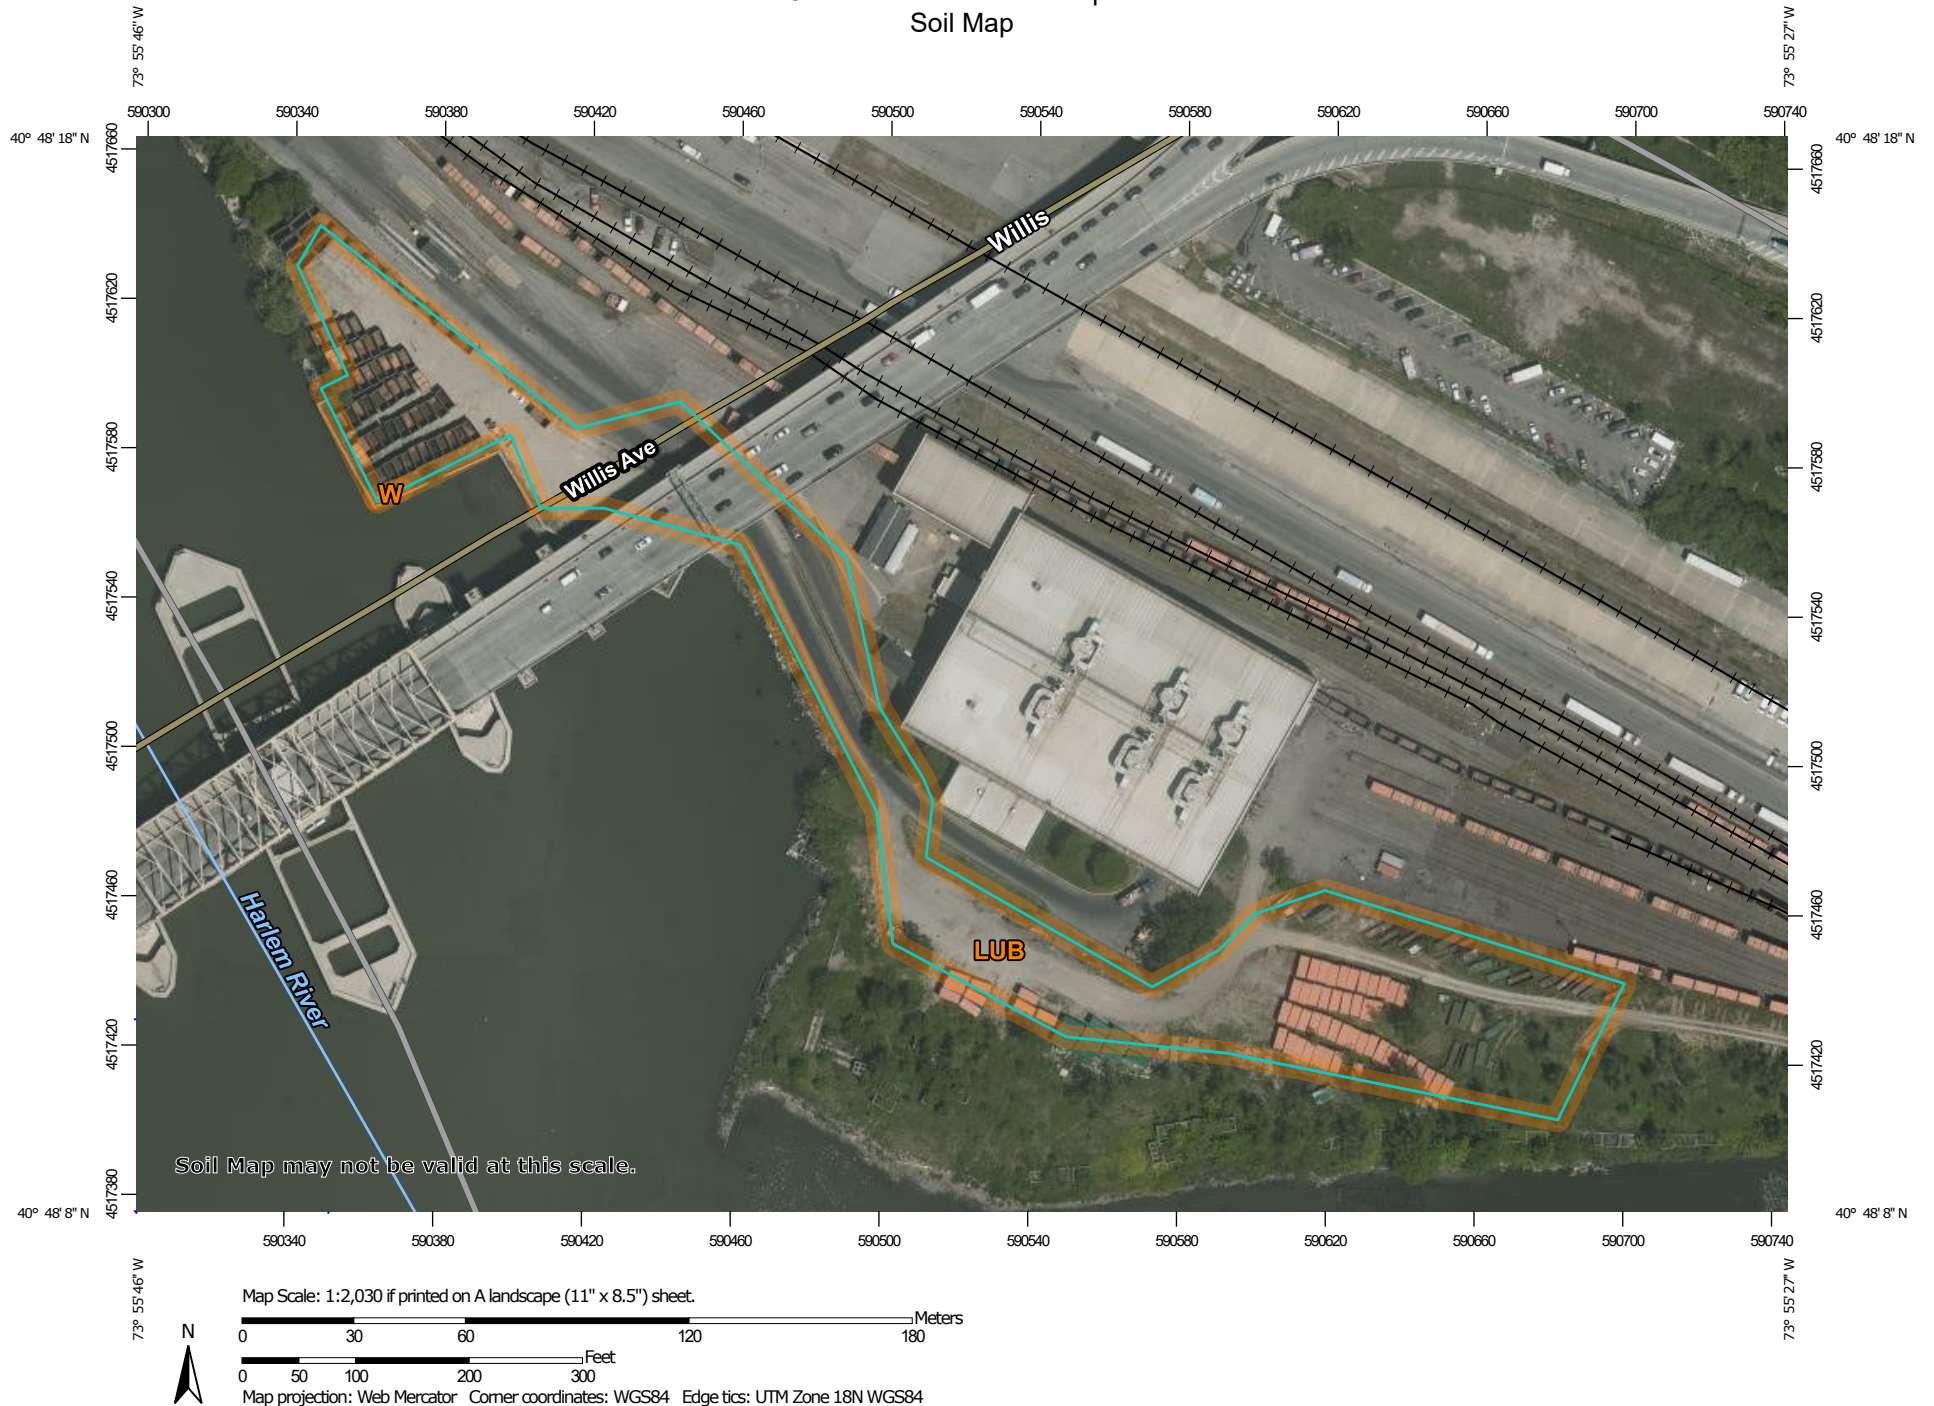 Soil Map
73° 55' 46'' W
73° 55' 27'' W
590300 590340 590380 590420 590460 590500 590540 590580 590620 590660 590700 590740
40° 48' 18'' N
40° 48' 18'' N
4517660
4517620
4517580
4517540
4517500
4517460
4517420
4517380
4517660
4517620
4517580
4517540
4517500
4517460
4517420
Willis
Willis Ave
W
LUB
Harlem River
Soil Map may not be valid at this scale.
40° 48' 8'' N
40° 48' 8'' N
590340 590380 590420 590460 590500 590540 590580 590620 590660 590700 590740
73° 55' 46'' W
73° 55' 27'' W
Map Scale: 1:2,030 if printed on A landscape (11" x 8.5") sheet.
Meters
0 30 60 120 180
Feet
0 50 100 200 300
N
Map projection: Web Mercator Corner coordinates: WGS84 Edge tics: UTM Zone 18N WGS84